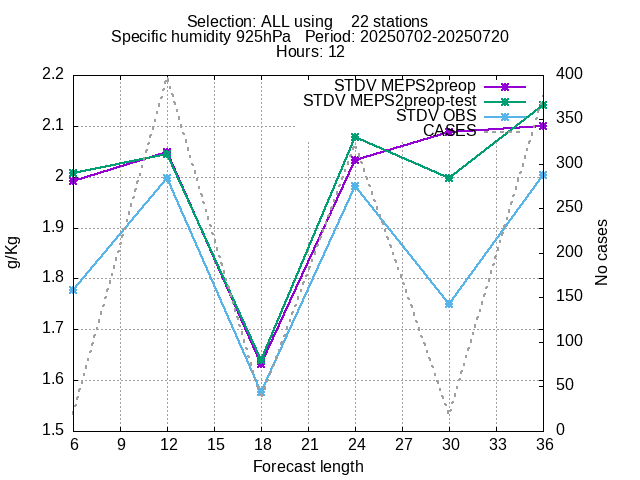 Selection: ALL using    22 stations
Specific humidity 925hPa   Period: 20250702-20250720
Hours: 12
STDV MEPS2preop
STDV MEPS2preop-test
STDV OBS
CASES
2.2
2.1
2
1.9
1.8
1.7
1.6
1.5
g/Kg
400
350
300
250
200
150
100
50
0
No cases
6 9 12 15 18 21 24 27 30 33 36
Forecast length